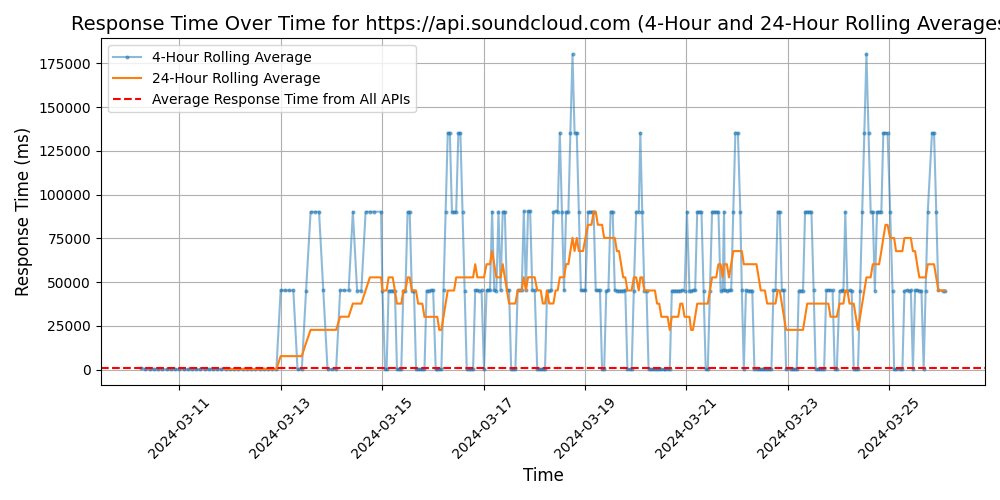 Response Time Over Time for https://api.soundcloud.com (4-Hour and 24-Hour Rolling Averages
4-Hour Rolling Average
24-Hour Rolling Average
Average Response Time from All APIs
Response Time (ms)
175000
150000
125000
100000
75000
50000
25000
0
2024-03-11
2024-03-13
2024-03-15
2024-03-17
2024-03-19
2024-03-21
2024-03-23
2024-03-25
Time